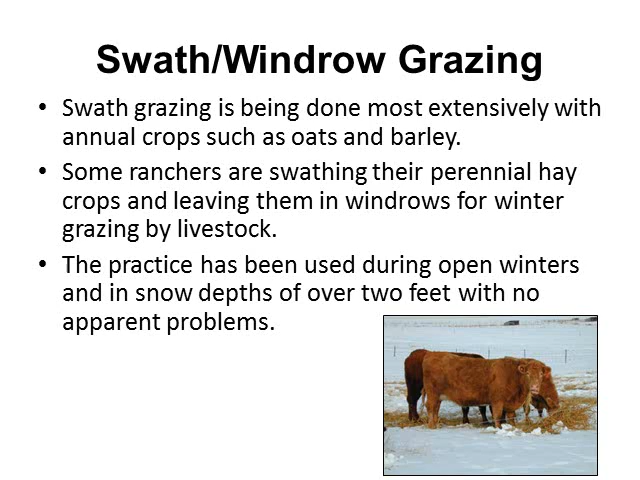 Swath/Windrow Grazing
• Swath grazing is being done most extensively with
annual crops such as oats and barley.
• Some ranchers are swathing their perennial hay
crops and leaving them in windrows for winter
grazing by livestock.
• The practice has been used during open winters
and in snow depths of over two feet with no
apparent problems.